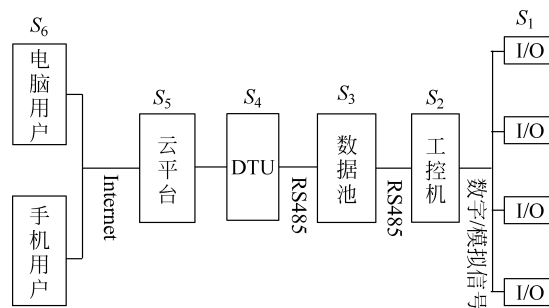 S6
电脑用户
手机用户
Internet
S5
云平台
S4
DTU
RS485
S3
数据池
RS485
S2
工控机
数字/模拟信号
S1
I/O
I/O
I/O
I/O